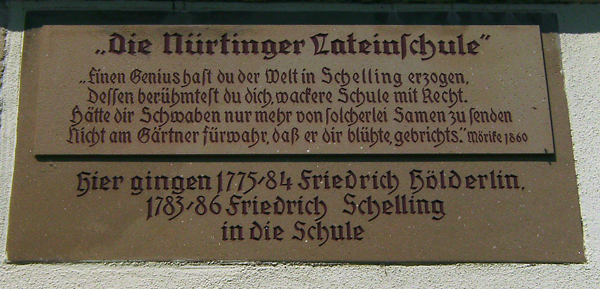 „Die Nürtinger Lateinschule“
„Einen Genius hast du der Welt in Schelling erzogen,
Dessen berühmtest du dich, wackere Schule mit Recht.
Hätte dir Schwaben nur mehr von solcherlei Samen zu senden
Nicht am Gärtner fürwahr, daß er dir blühte, gebrichts.“ Mörike 1860
Hier gingen 1775-84 Friedrich Hölderlin,
1783-86 Friedrich Schelling
in die Schule